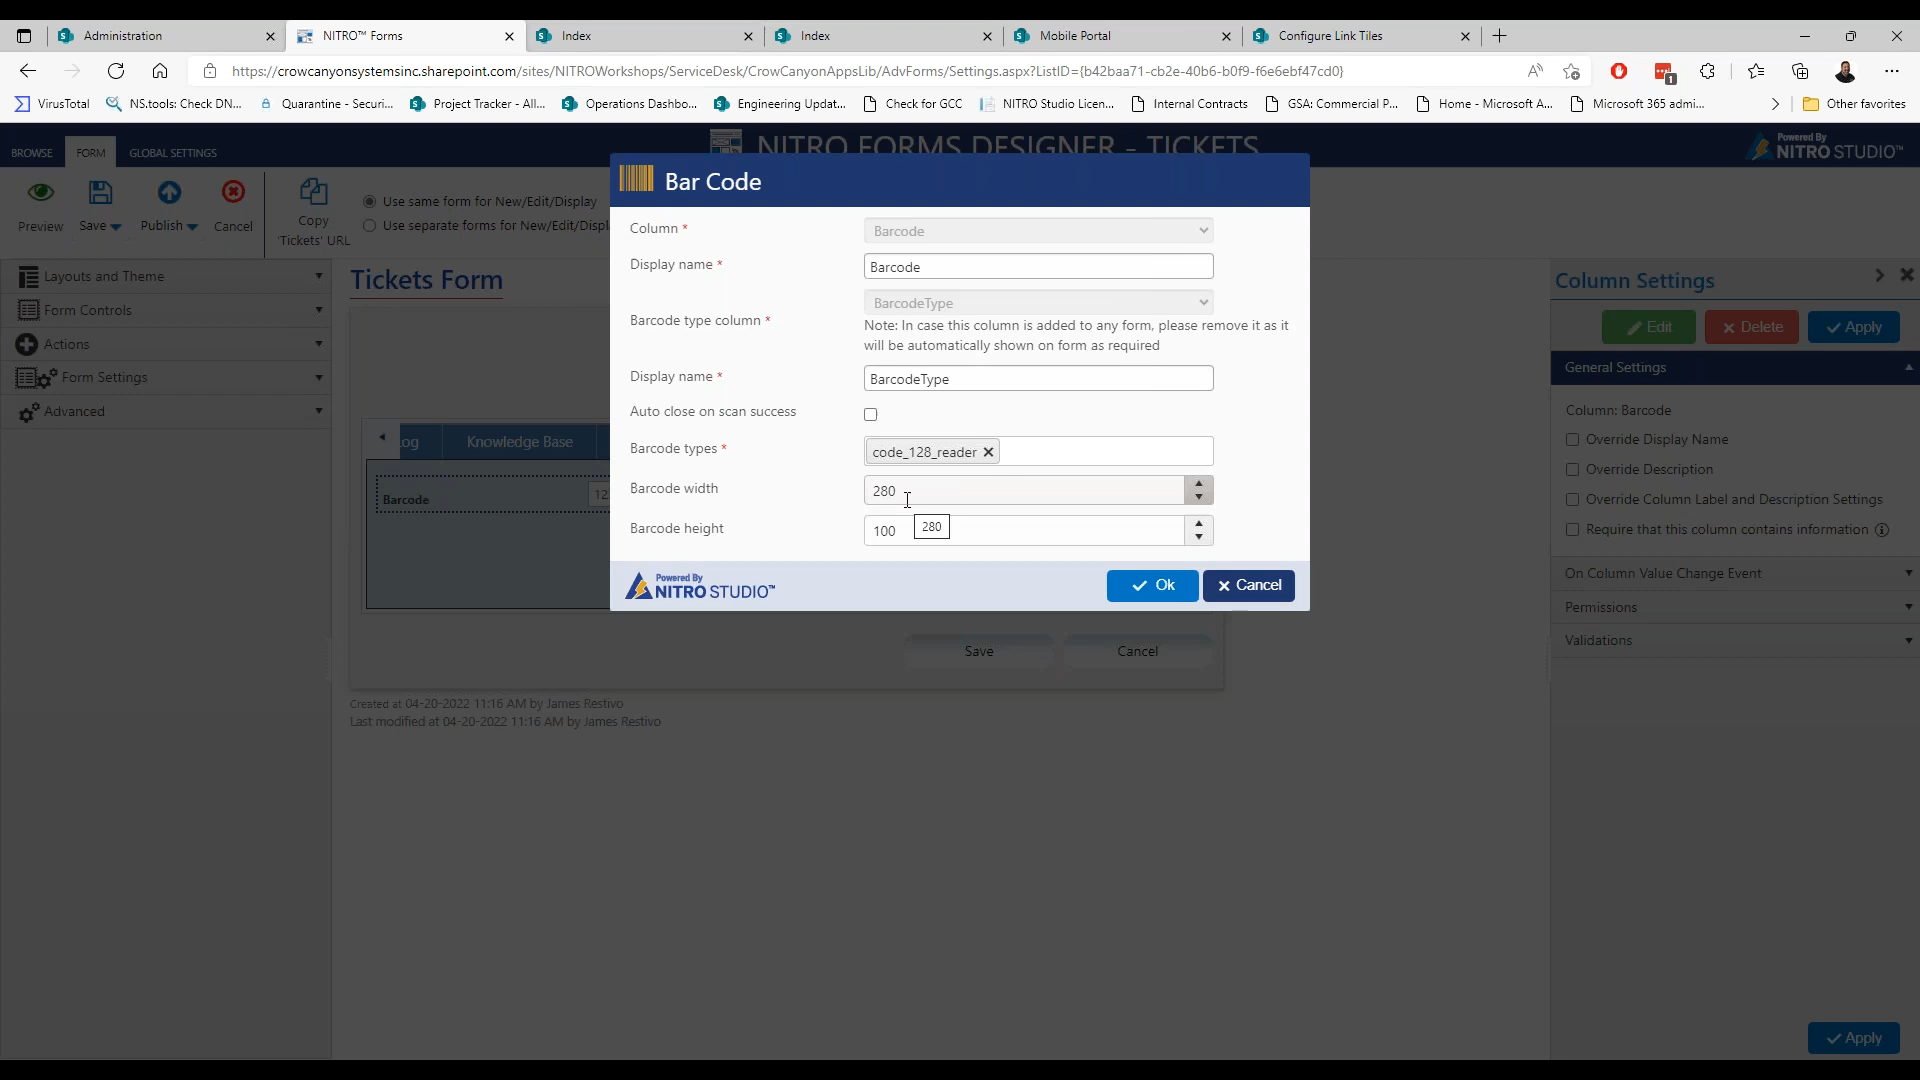 Administration
NITRO™ Forms
Index
Index
Mobile Portal
Configure Link Tiles
https://crowcanyonsystemsinc.sharepoint.com/sites/NITROWorkshops/ServiceDesk/CrowCanyonAppsLib/AdvForms/Settings.aspx?ListID={b42baa71-cb2e-40b6-b0f9-f6e6ebf47cd0}
1
VirusTotal
NS.tools: Check DN...
Quarantine - Securi...
Project Tracker - All...
Operations Dashbo...
Engineering Updat...
Check for GCC
NITRO Studio Licen...
Internal Contracts
GSA: Commercial P...
Home - Microsoft A...
Microsoft 365 admi...
Other favorites
BROWSE
FORM
GLOBAL SETTINGS
NITRO FORMS DESIGNER - TICKETS
Powered By
NITRO STUDIO™
Preview
Save
Publish
Cancel
Copy
'Tickets' URL
Use same form for New/Edit/Display
Use separate forms for New/Edit/Displ
Layouts and Theme
Form Controls
Actions
Form Settings
Advanced
Tickets Form
og
Knowledge Base
Barcode
12
Save
Cancel
Created at 04-20-2022 11:16 AM by James Restivo
Last modified at 04-20-2022 11:16 AM by James Restivo
Bar Code
Column *
Barcode
Display name *
Barcode
Barcode type column *
BarcodeType
Note: In case this column is added to any form, please remove it as it
will be automatically shown on form as required
Display name *
BarcodeType
Auto close on scan success
Barcode types *
code_128_reader
Barcode width
280
280
Barcode height
100
Powered By
NITRO STUDIO™
Ok
Cancel
Column Settings
Edit
Delete
Apply
General Settings
Column: Barcode
Override Display Name
Override Description
Override Column Label and Description Settings
Require that this column contains information
On Column Value Change Event
Permissions
Validations
Apply